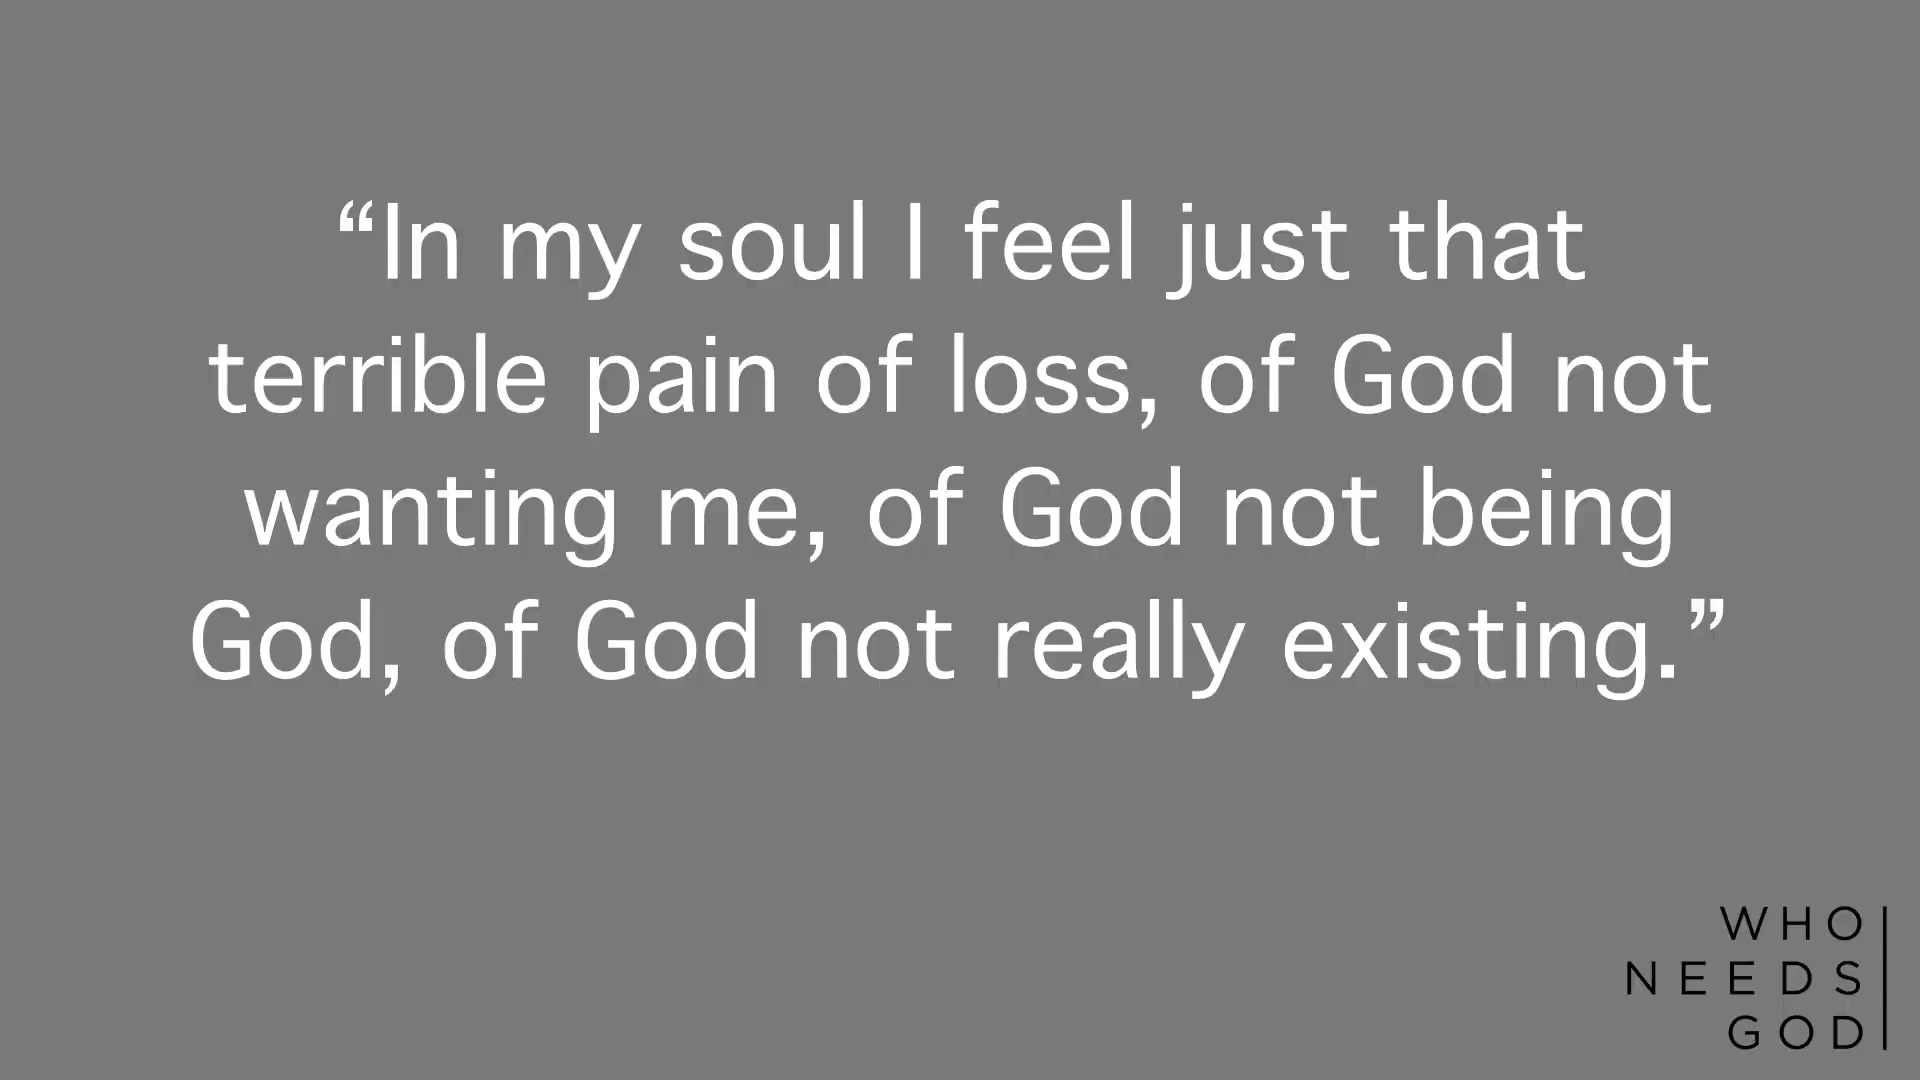 “In my soul I feel just that
terrible pain of loss, of God not
wanting me, of God not being
God, of God not really existing.”
WHO
NEEDS
GOD